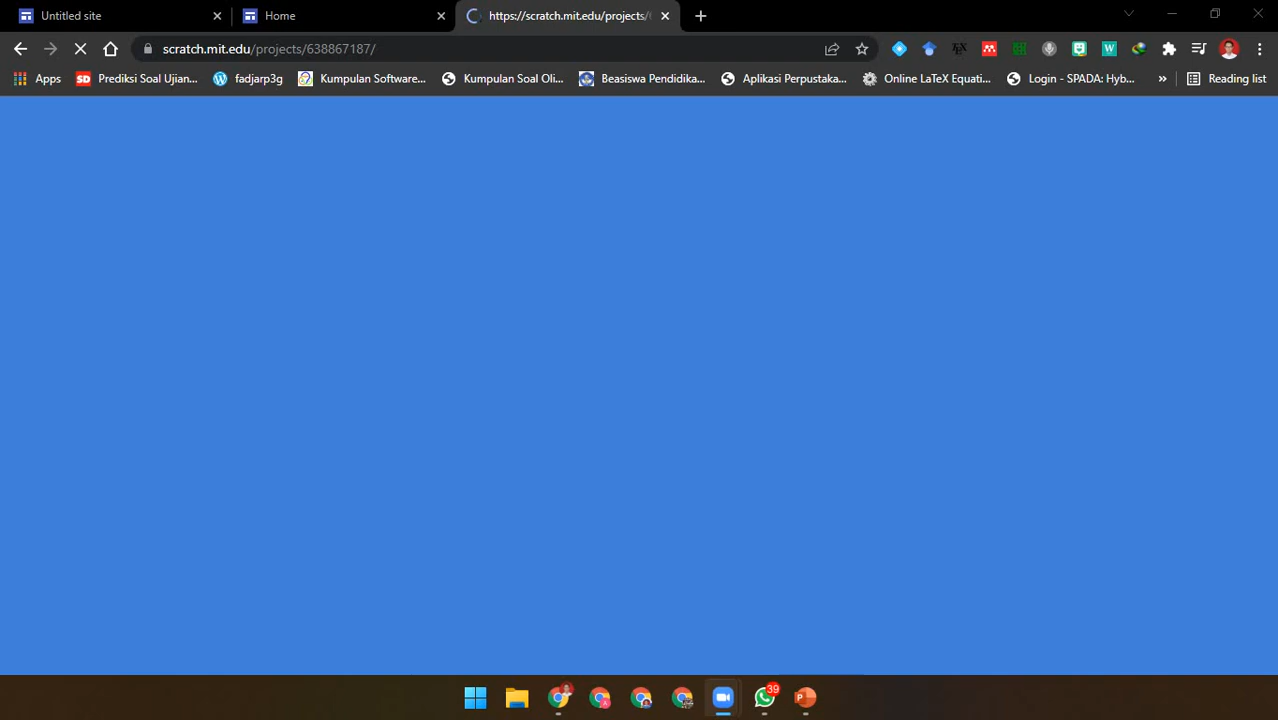 Untitled site
Home
https://scratch.mit.edu/projects/
scratch.mit.edu/projects/638867187/
Apps
Prediksi Soal Ujian...
fadjarp3g
Kumpulan Software...
Kumpulan Soal Oli...
Beasiswa Pendidika...
Aplikasi Perpustaka...
Online LaTeX Equati...
Login - SPADA: Hyb...
»
Reading list
39